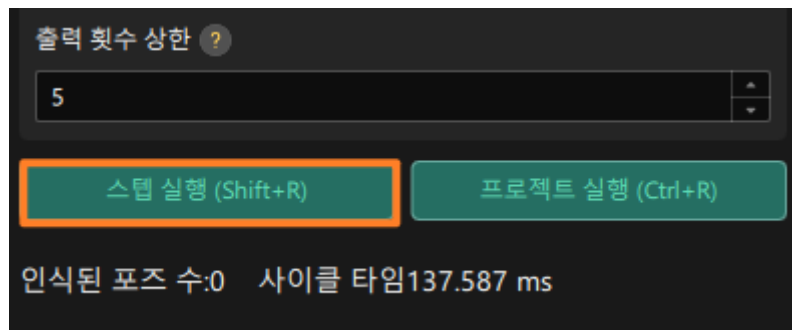 출력 횟수 상한 ?
5
스텝 실행 (Shift+R) 프로젝트 실행 (Ctrl+R)
인식된 포즈 수:0 사이클 타임137.587 ms